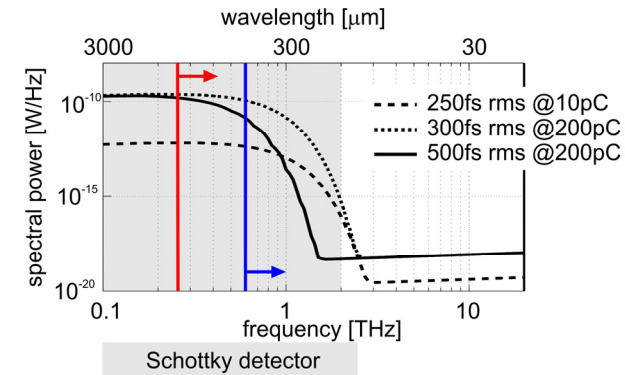 wavelength [μm]
3000 300 30
spectral power [W/Hz]
10-10
10-15
10-20
250fs rms @10pC
300fs rms @200pC
500fs rms @200pC
0.1 1 10
frequency [THz]
Schottky detector